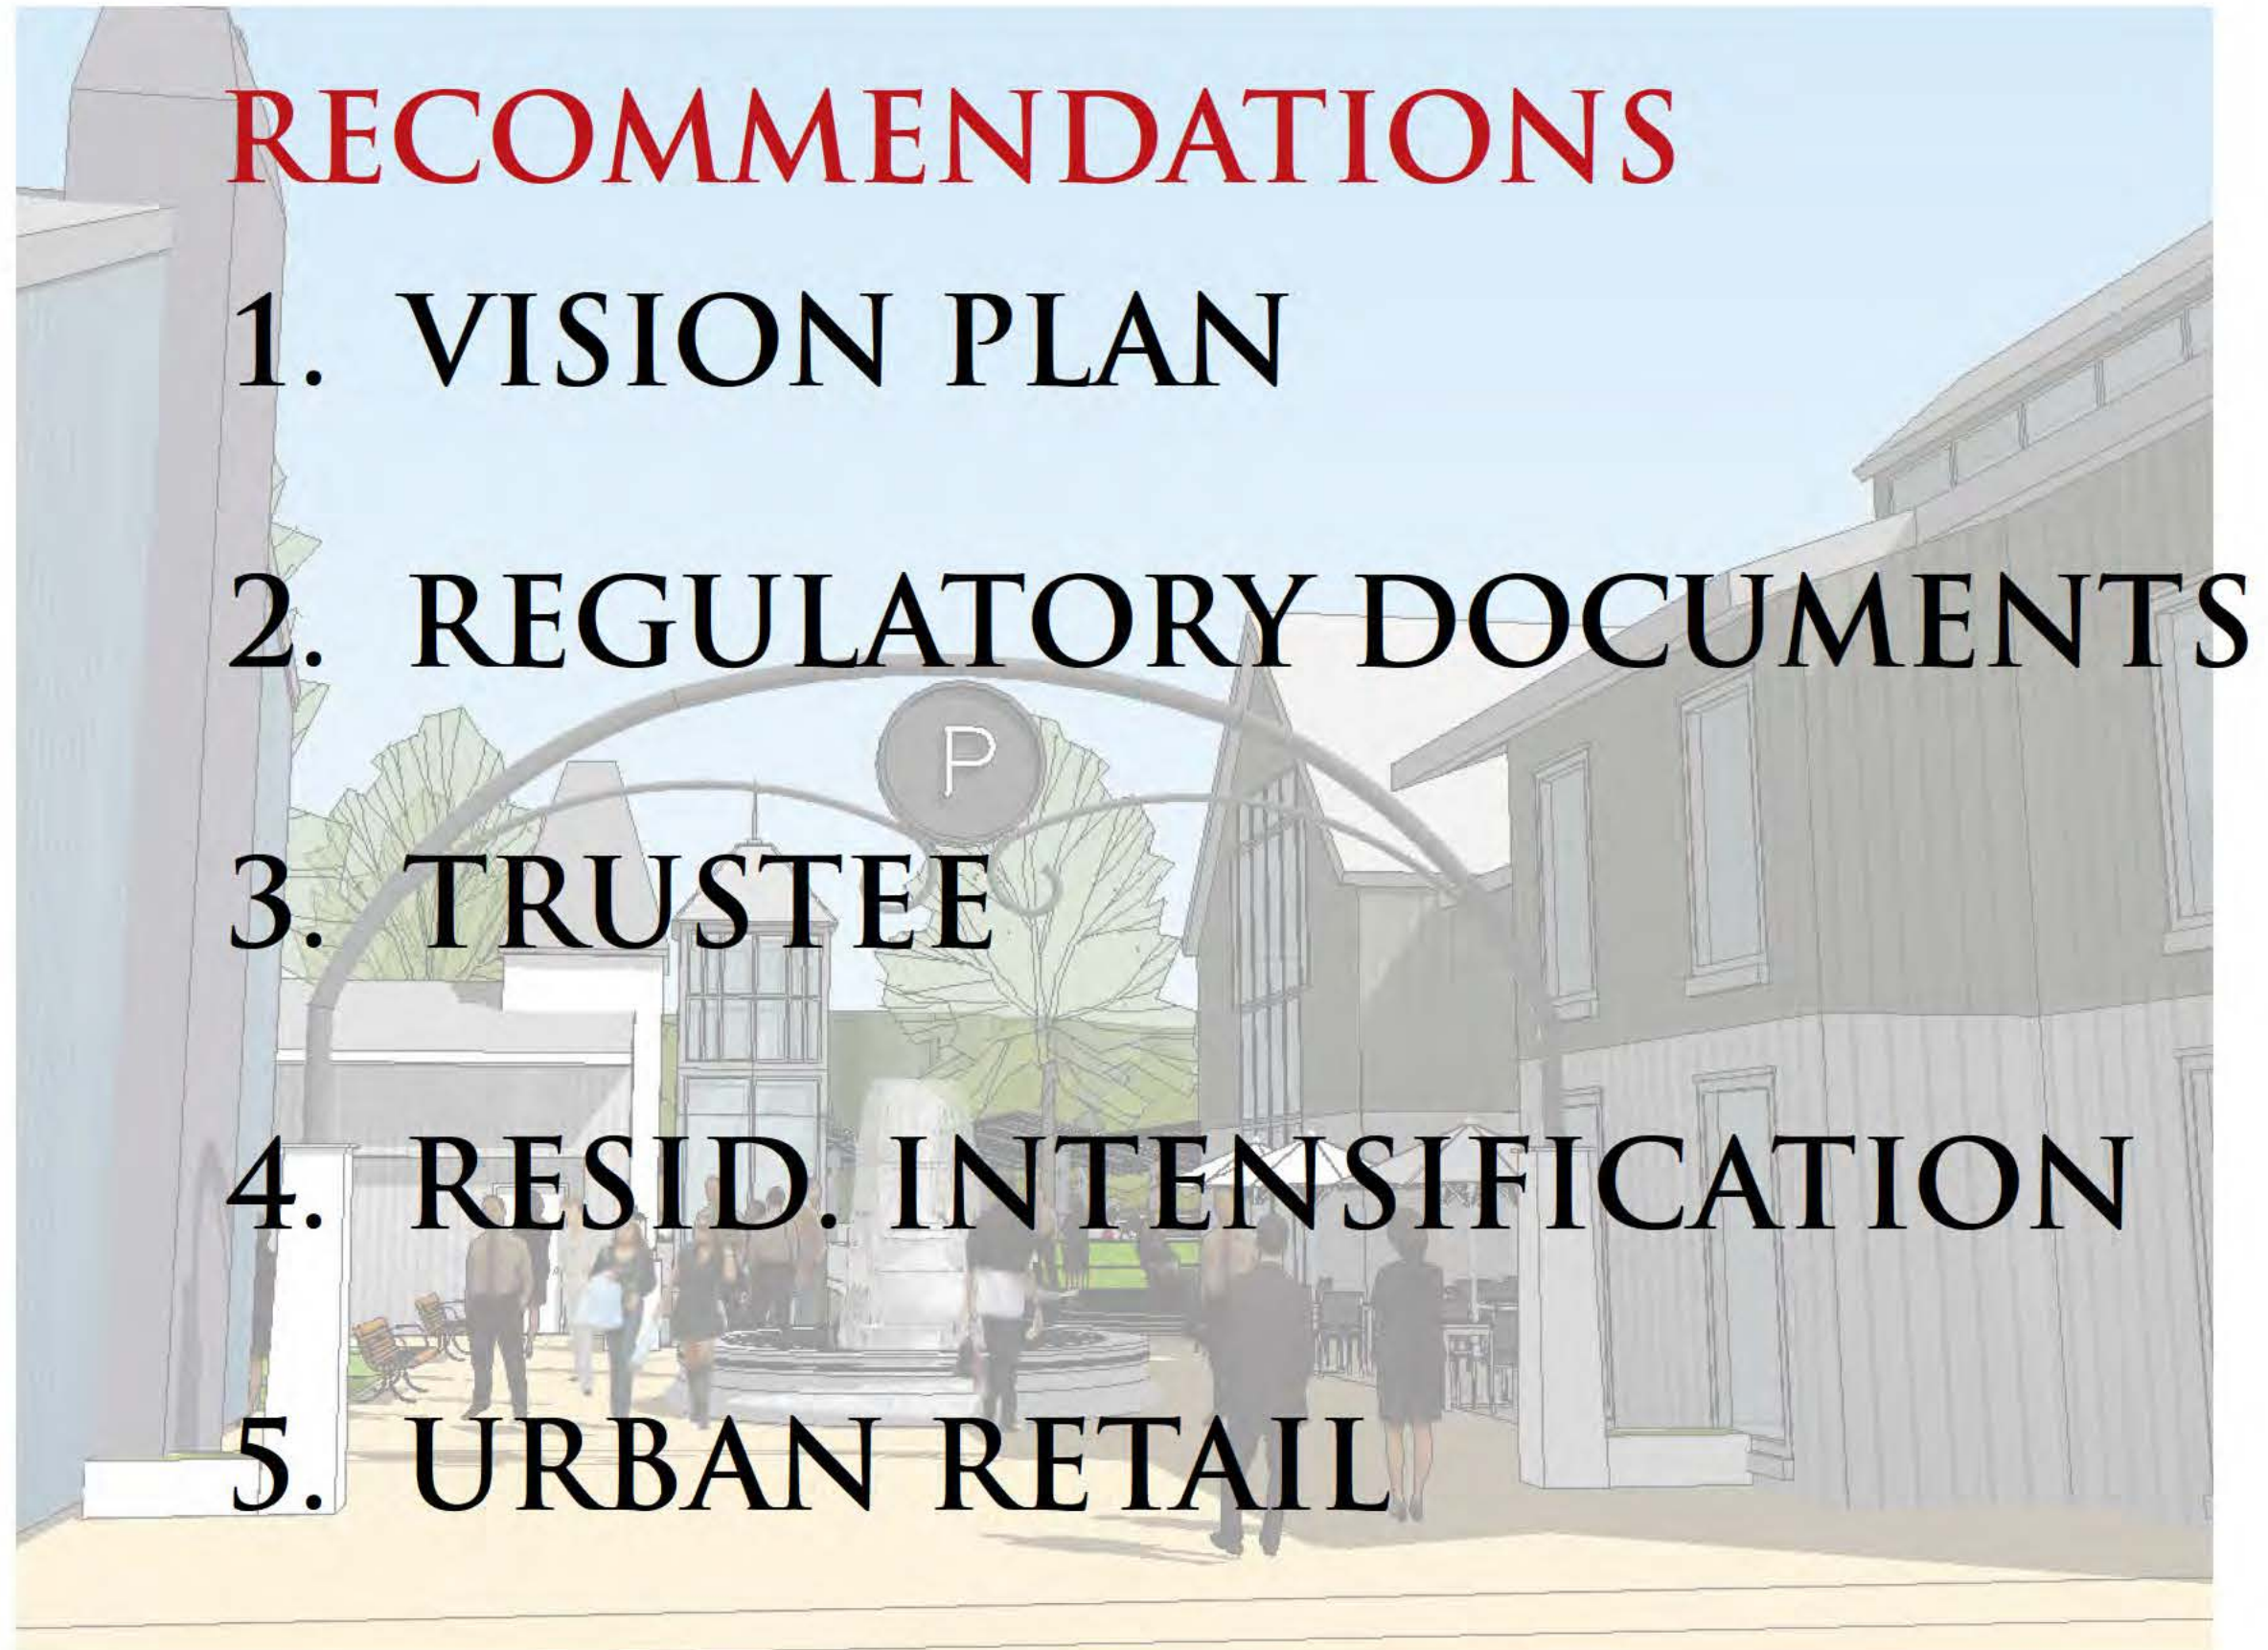 RECOMMENDATIONS
1. VISION PLAN
2. REGULATORY DOCUMENTS
P
3. TRUSTEE
4. RESID. INTENSIFICATION
5. URBAN RETAIL